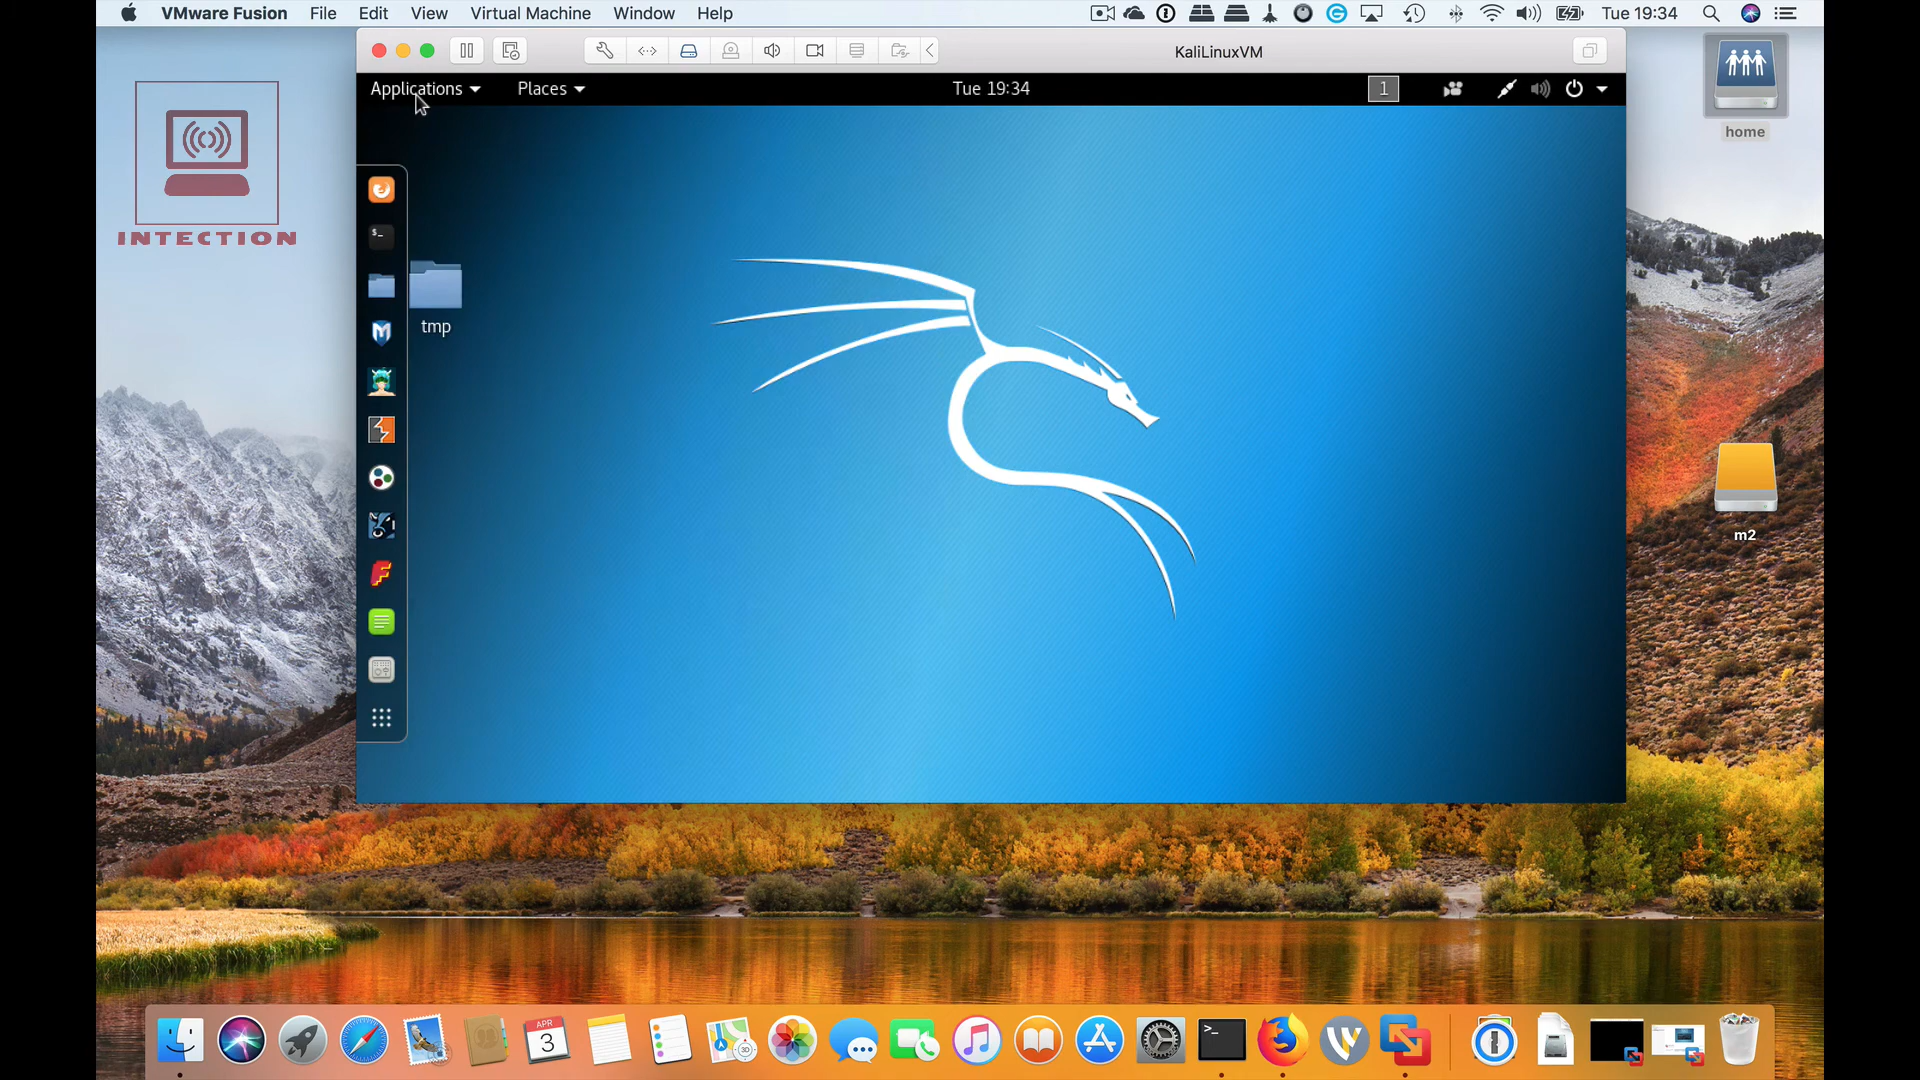 VMware Fusion File Edit View Virtual Machine Window Help Tue 19:34
KaliLinuxVM
Applications Places Tue 19:34 1
home
INTECTION
$-
tmp
m2
APR
3
3D
>_